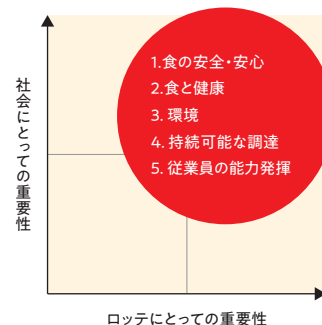 社会にとっての重要性
1.食の安全・安心
2.食と健康
3. 環境
4. 持続可能な調達
5. 従業員の能力発揮
ロッテにとっての重要性